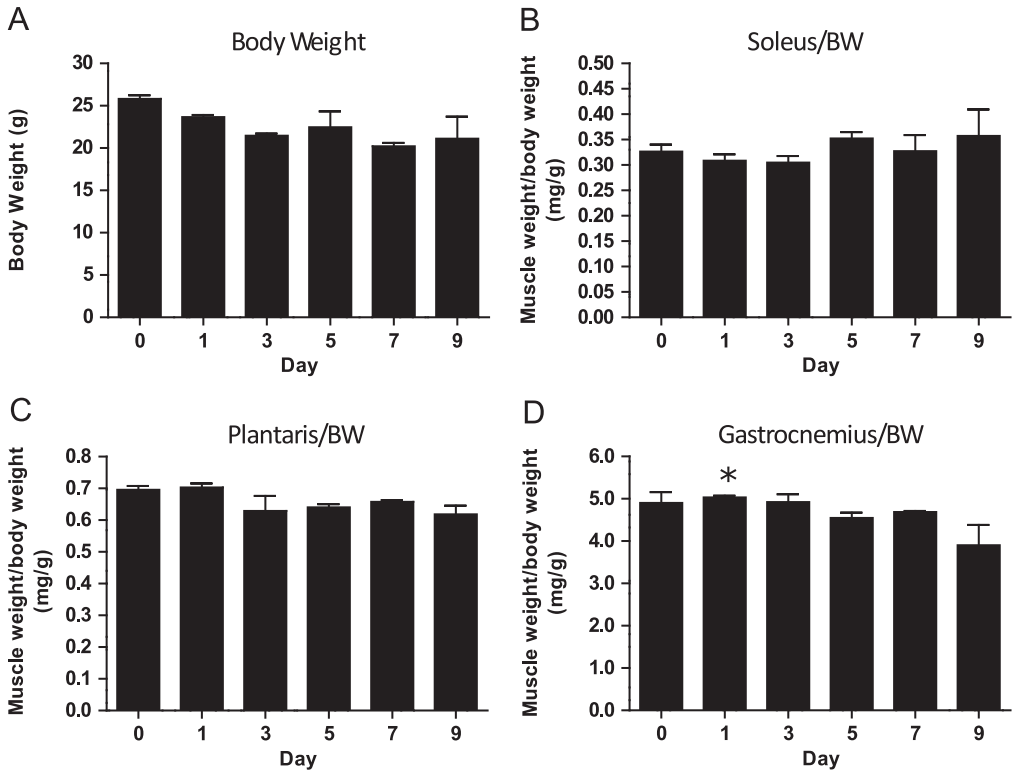 A
Body Weight
Body Weight (g)
30
25
20
15
10
5
0
0 1 3 5 7 9
Day
B
Soleus/BW
Muscle weight/body weight
(mg/g)
0.50
0.45
0.40
0.35
0.30
0.25
0.20
0.15
0.10
0.05
0.00
0 1 3 5 7 9
Day
C
Plantaris/BW
Muscle weight/body weight
(mg/g)
0.8
0.7
0.6
0.5
0.4
0.3
0.2
0.1
0.0
0 1 3 5 7 9
Day
D
Gastrocnemius/BW
Muscle weight/body weight
(mg/g)
6.0
5.0
4.0
3.0
2.0
1.0
0.0
*
0 1 3 5 7 9
Day